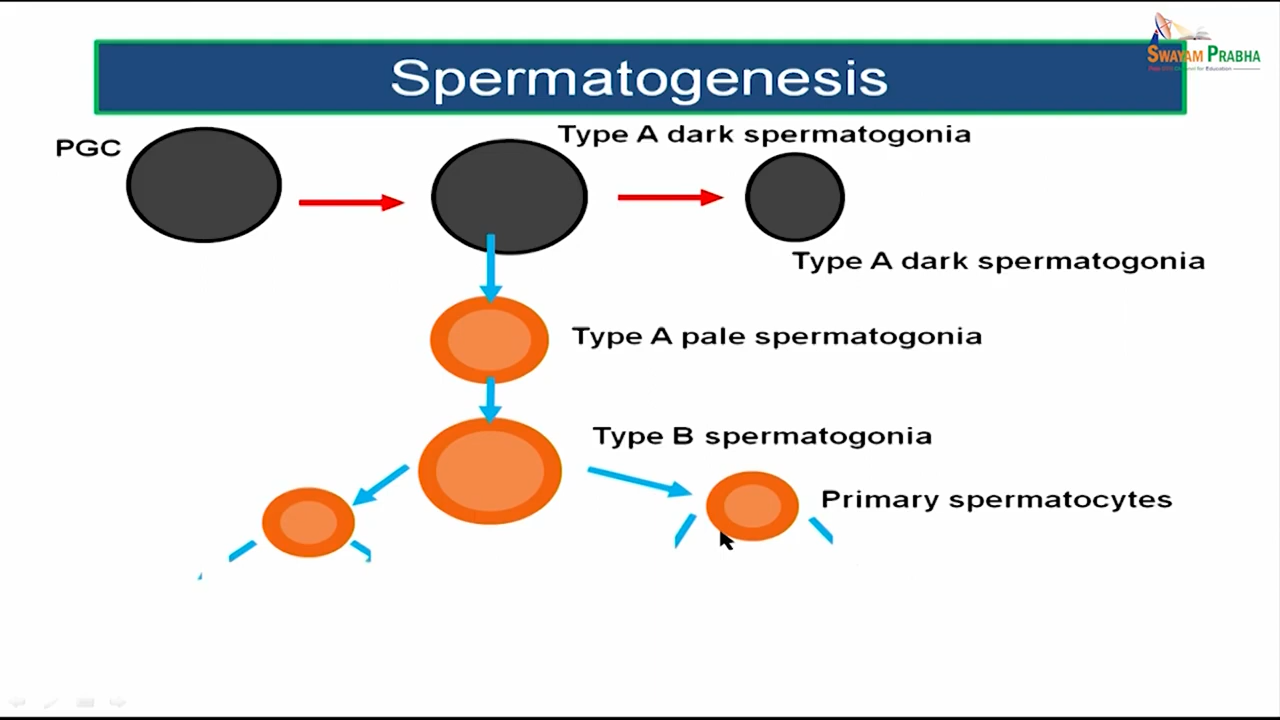 SWAYAM PRABHA
Spermatogenesis
PGC
Type A dark spermatogonia
Type A dark spermatogonia
Type A pale spermatogonia
Type B spermatogonia
Primary spermatocytes